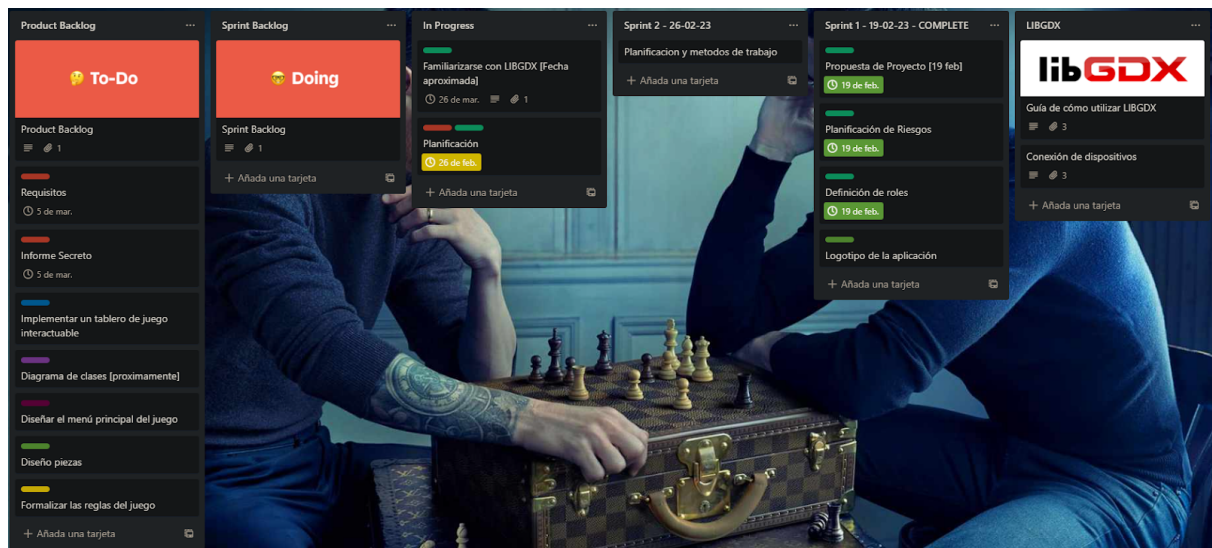 Product Backlog
To-Do
Product Backlog
1
Requisitos
5 de mar.
Informe Secreto
5 de mar.
Implementar un tablero de juego
interactuable
Diagrama de clases [proximamente]
Diseñar el menú principal del juego
Diseño piezas
Formalizar las reglas del juego
+ Añada una tarjeta
Sprint Backlog
Doing
Sprint Backlog
1
+ Añada una tarjeta
In Progress
Familiarizarse con LIBGDX [Fecha
aproximada]
26 de mar. 1
Planificación
26 de feb.
+ Añada una tarjeta
Sprint 2 - 26-02-23
Planificacion y metodos de trabajo
+ Añada una tarjeta
Sprint 1 - 19-02-23 - COMPLETE
Propuesta de Proyecto [19 feb]
19 de feb.
Planificación de Riesgos
19 de feb.
Definición de roles
19 de feb.
Logotipo de la aplicación
+ Añada una tarjeta
LIBGDX
libGDX
Guía de cómo utilizar LIBGDX
3
Conexión de dispositivos
3
+ Añada una tarjeta